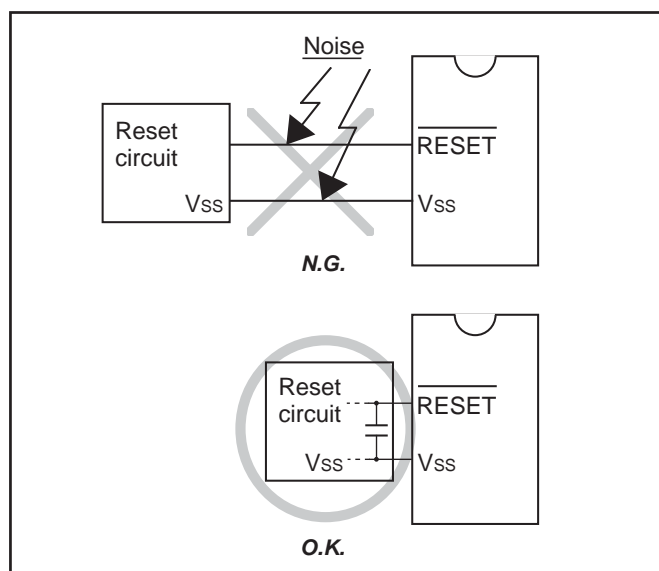 Noise
Reset
circuit
RESET
Vss
Vss
N.G.
Reset
circuit
RESET
Vss
Vss
O.K.